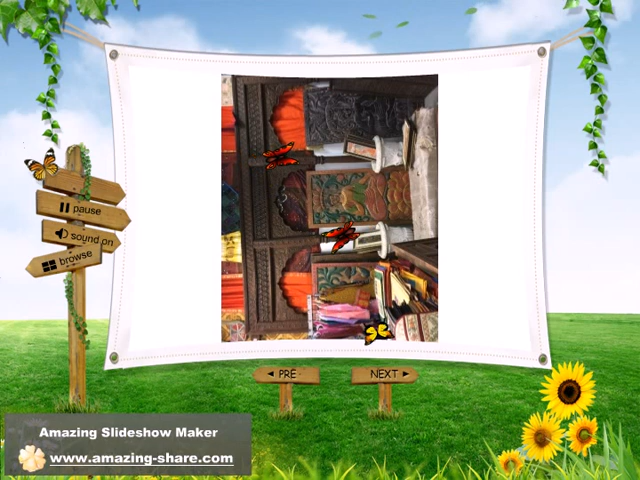 pause
sound on
browse
PRE
NEXT
Amazing Slideshow Maker
www.amazing-share.com